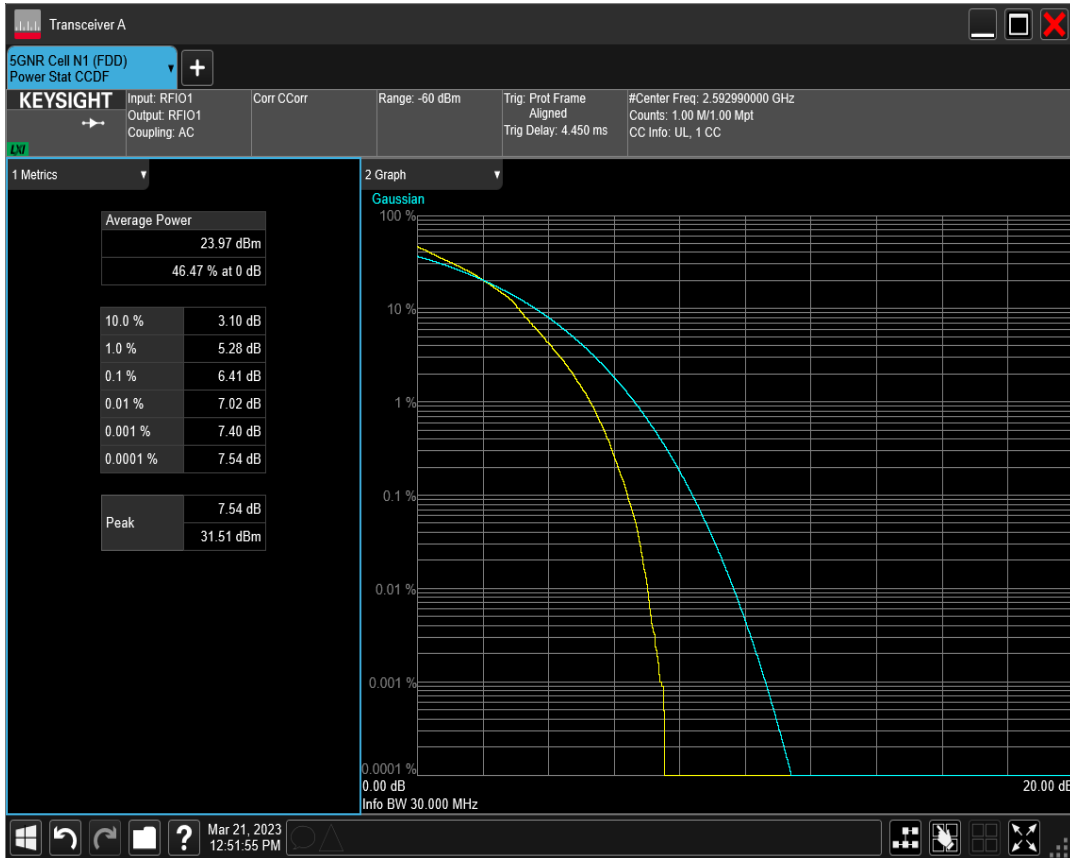 Transceiver A
5GNR Cell N1 (FDD)
Power Stat CCDF
+
KEYSIGHT
LXI
Input: RFIO1
Output: RFIO1
Coupling: AC
Corr CCorr
Range: -60 dBm
Trig: Prot Frame
Aligned
Trig Delay: 4.450 ms
#Center Freq: 2.592990000 GHz
Counts: 1.00 M/1.00 Mpt
CC Info: UL, 1 CC
1 Metrics
Average Power
23.97 dBm
46.47 % at 0 dB
10.0 % 3.10 dB
1.0 % 5.28 dB
0.1 % 6.41 dB
0.01 % 7.02 dB
0.001 % 7.40 dB
0.0001 % 7.54 dB
Peak 7.54 dB
31.51 dBm
2 Graph
Gaussian
100 %
10 %
1 %
0.1 %
0.01 %
0.001 %
0.0001 %
0.00 dB 20.00 dB
Info BW 30.000 MHz
?
Mar 21, 2023
12:51:55 PM